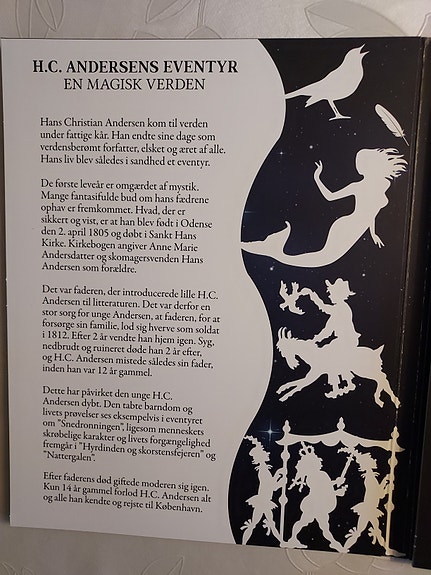 H.C. ANDERSENS EVENTYR
EN MAGISK VERDEN
Hans Christian Andersen kom til verden
under fattige kår. Han endte sine dage som
verdensberømt forfatter, elsket og æret af alle.
Hans liv blev således i sandhed et eventyr.
De første leveår er omgærdet af mystik.
Mange fantasifulde bud om hans fædrene
ophav er fremkommet. Hvad, der er
sikkert og vist, er at han blev født i Odense
den 2. april 1805 og døbt i Sankt Hans
Kirke. Kirkebogen angiver Anne Marie
Andersdatter og skomagersvenden Hans
Andersen som forældre.
Det var faderen, der introducerede lille H.C.
Andersen til litteraturen. Det var derfor en
stor sorg for unge Andersen, at faderen, for at
forsørge sin familie, lod sig hverve som soldat
i 1812. Efter 2 år vendte han hjem igen. Syg,
nedbrudt og ruineret døde han 2 år efter,
og H.C. Andersen mistede således sin fader,
inden han var 12 år gammel.
Dette har påvirket den unge H.C.
Andersen dybt. Den tabte barndom og
livets prøvelser ses eksempelvis i eventyret
om "Snedronningen", ligesom menneskets
skrøbelige karakter og livets forgængelighed
fremgår i "Hyrdinden og skorstensfejeren" og
"Nattergalen".
Efter faderens død giftede moderen sig igen.
Kun 14 år gammel forlod H.C. Andersen alt
og alle han kendte og rejste til København.